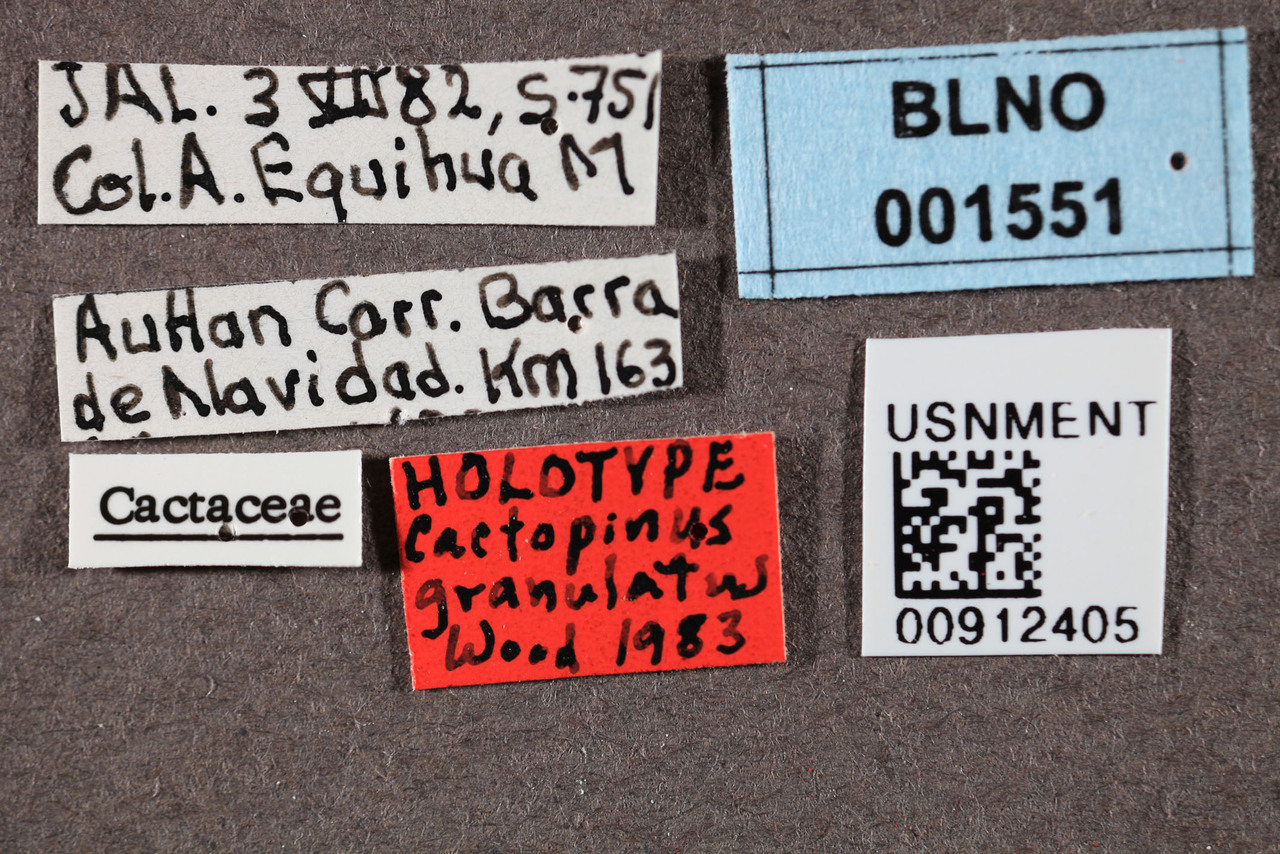 JAL. 3 VII 82, S-751
Col. A. Equihua M
Autlan Carr. Barra
de Navidad. Km 163
Cactaceae
HOLOTYPE
Cactopinus
granulatus
Wood 1983
BLNO
001551
USNMENT
00912405